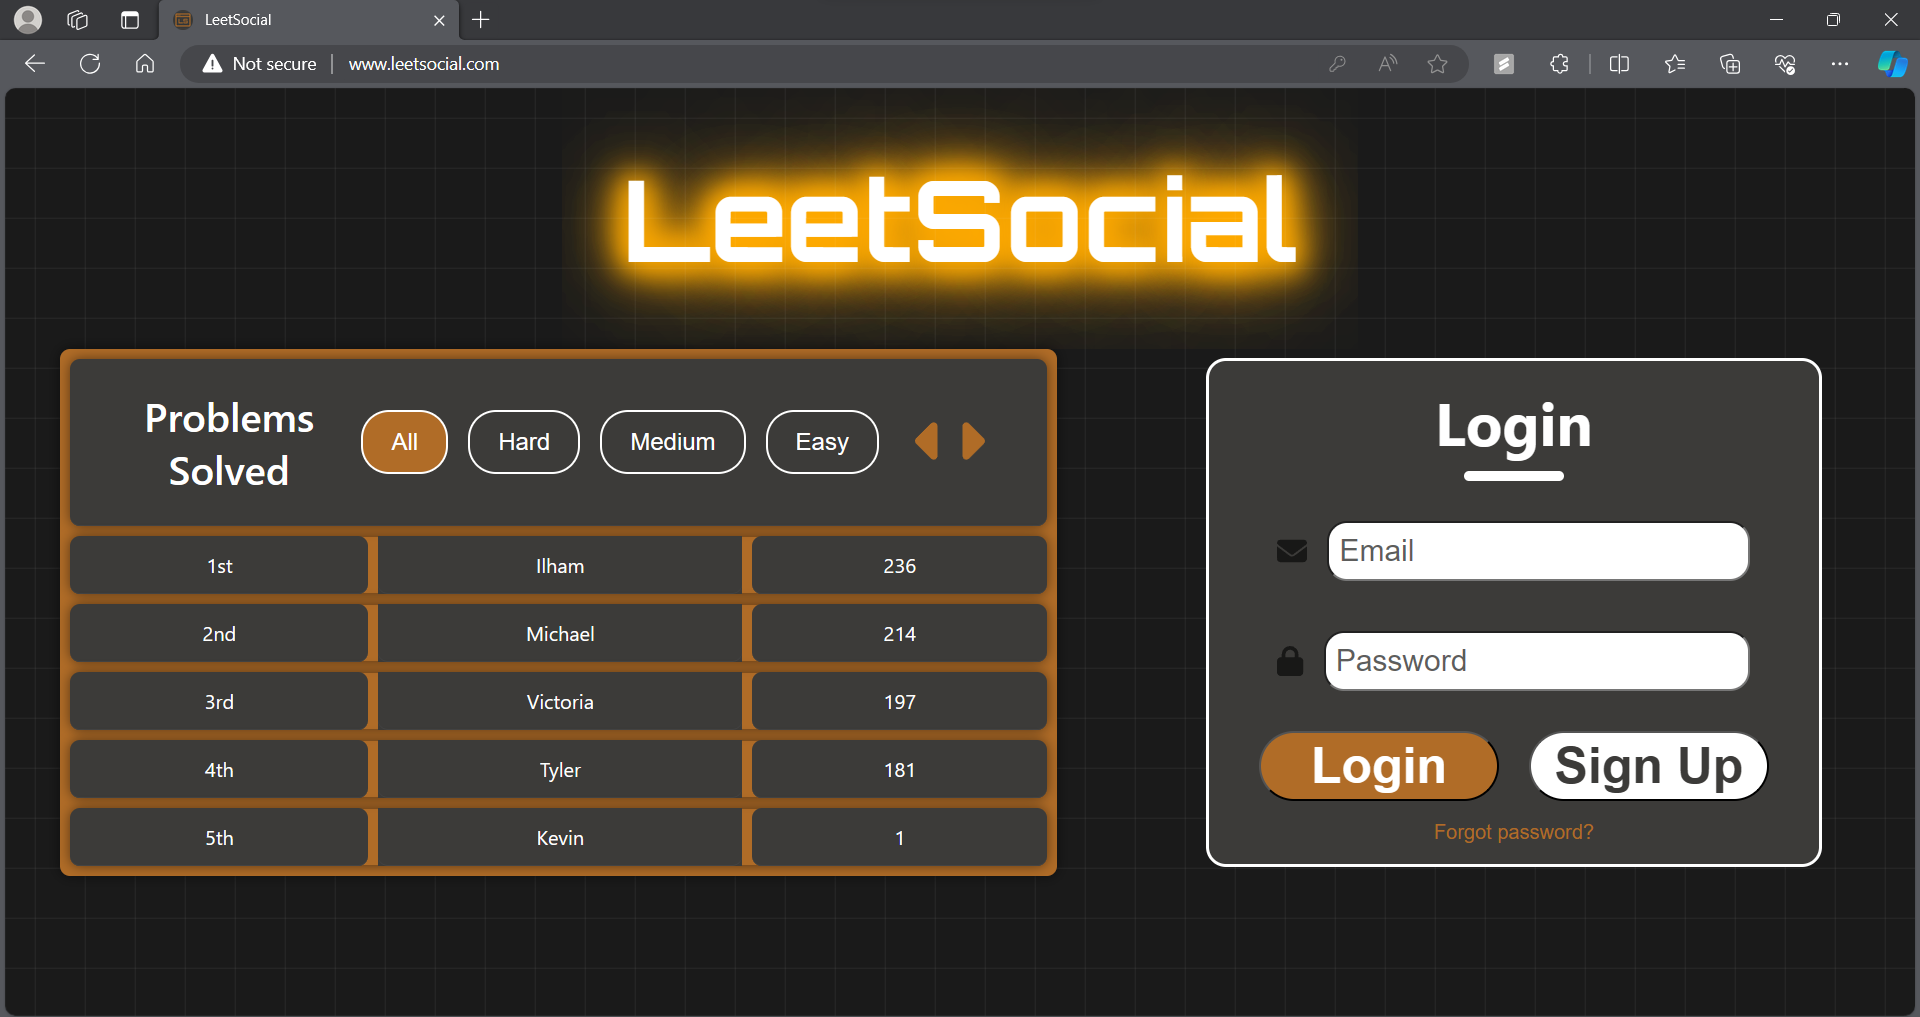 LeetSocial
Not secure www.leetsocial.com
LeetSocial
Problems
Solved
All Hard Medium Easy
1st Ilham 236
2nd Michael 214
3rd Victoria 197
4th Tyler 181
5th Kevin 1
Login
Email
Password
Login Sign Up
Forgot password?